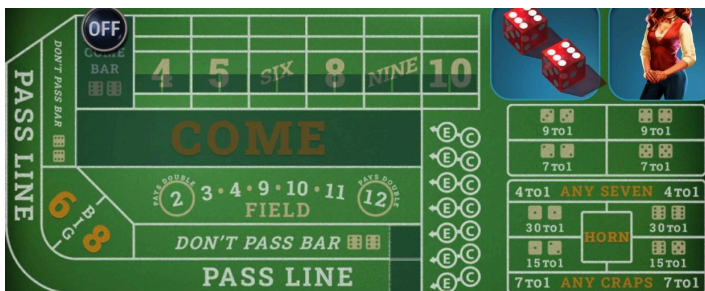 OFF
COME
BAR
DON'T PASS BAR
PASS LINE
4 5 SIX 8 NINE 10
COME
PAYS DOUBLE
2
3 • 4 • 9 • 10 • 11
PAYS DOUBLE
12
FIELD
6
8
BIG
DON'T PASS BAR
PASS LINE
E C
E C
E C
E C
E C
E C
E C
E C
9 TO 1 9 TO 1
7 TO 1 7 TO 1
4 TO 1 ANY SEVEN 4 TO 1
30 TO 1 30 TO 1
HORN
15 TO 1 15 TO 1
7 TO 1 ANY CRAPS 7 TO 1